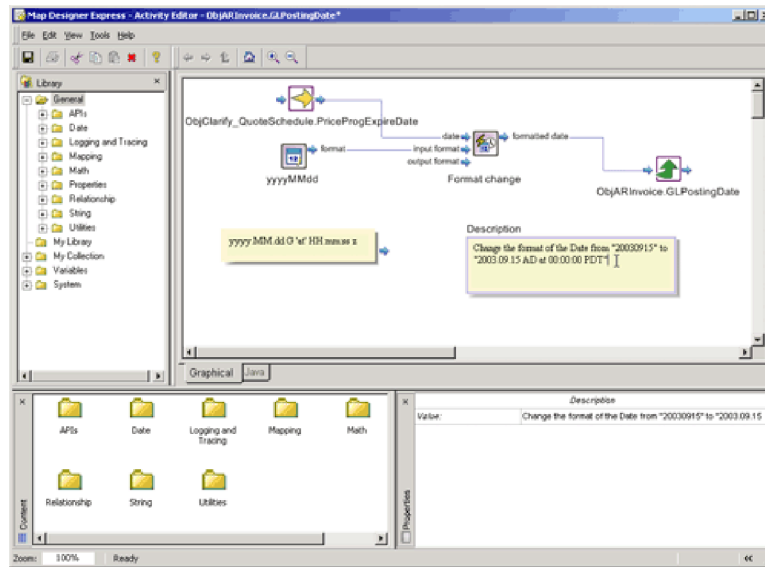 Map Designer Express - Activity Editor - ObjARInvoice.GLPostingDate*
File Edit View Tools Help
Library
General
APIs
Date
Logging and Tracing
Mapping
Math
Properties
Relationship
String
Utilities
My Library
My Collection
Variables
System
ObjClarify_QuoteSchedule.PriceProgExpireDate
format
yyyyMMdd
date
input format
output format
formatted date
Format change
ObjARInvoice.GLPostingDate
yyyy.MM.dd G 'at' HH:mm:ss z
Description
Change the format of the Date from "20030915" to
"2003.09.15 AD at 00:00:00 PDT"
Graphical Java
APIs Date Logging and Tracing Mapping Math
Relationship String Utilities
Content
Description
Value: Change the format of the Date from "20030915" to "2003.09.15
Properties
Zoom: 100% Ready